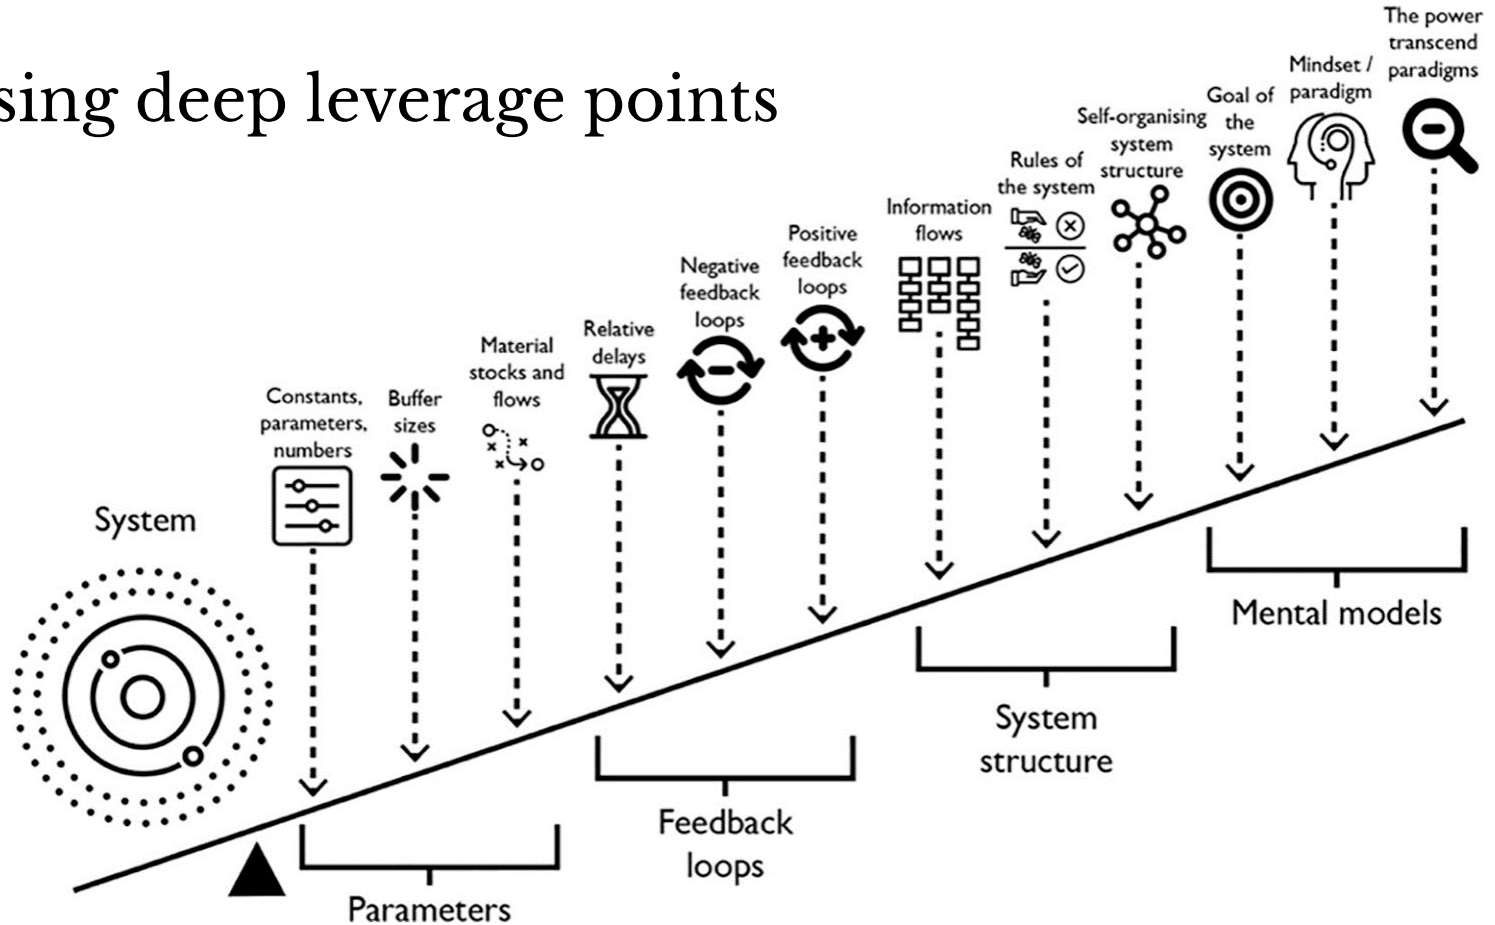 sing deep leverage points
System
Constants,
parameters,
numbers
Buffer
sizes
Material
stocks and
flows
Relative
delays
Negative
feedback
loops
Positive
feedback
loops
Information
flows
Rules of
the system
Self-organising
system
structure
Goal of
the
system
Mindset /
paradigm
The power
transcend
paradigms
Parameters
Feedback
loops
System
structure
Mental models